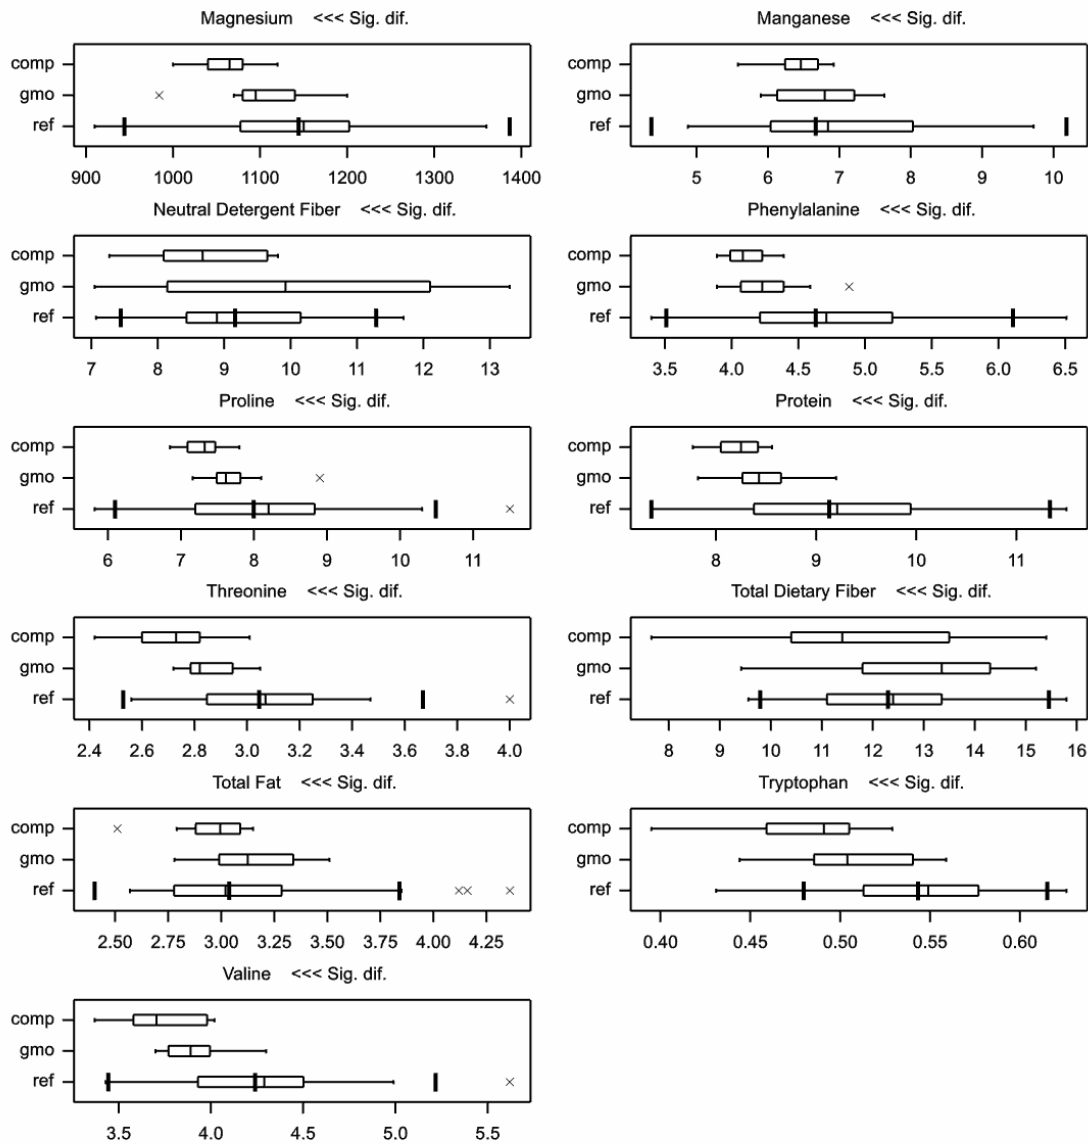 Magnesium <<< Sig. dif.
comp
gmo
ref
900 1000 1100 1200 1300 1400
Manganese <<< Sig. dif.
comp
gmo
ref
5 6 7 8 9 10
Neutral Detergent Fiber <<< Sig. dif.
comp
gmo
ref
7 8 9 10 11 12 13
Phenylalanine <<< Sig. dif.
comp
gmo
ref
3.5 4.0 4.5 5.0 5.5 6.0 6.5
Proline <<< Sig. dif.
comp
gmo
ref
6 7 8 9 10 11
Protein <<< Sig. dif.
comp
gmo
ref
8 9 10 11
Threonine <<< Sig. dif.
comp
gmo
ref
2.4 2.6 2.8 3.0 3.2 3.4 3.6 3.8 4.0
Total Dietary Fiber <<< Sig. dif.
comp
gmo
ref
8 9 10 11 12 13 14 15 16
Total Fat <<< Sig. dif.
comp
gmo
ref
2.50 2.75 3.00 3.25 3.50 3.75 4.00 4.25
Tryptophan <<< Sig. dif.
comp
gmo
ref
0.40 0.45 0.50 0.55 0.60
Valine <<< Sig. dif.
comp
gmo
ref
3.5 4.0 4.5 5.0 5.5